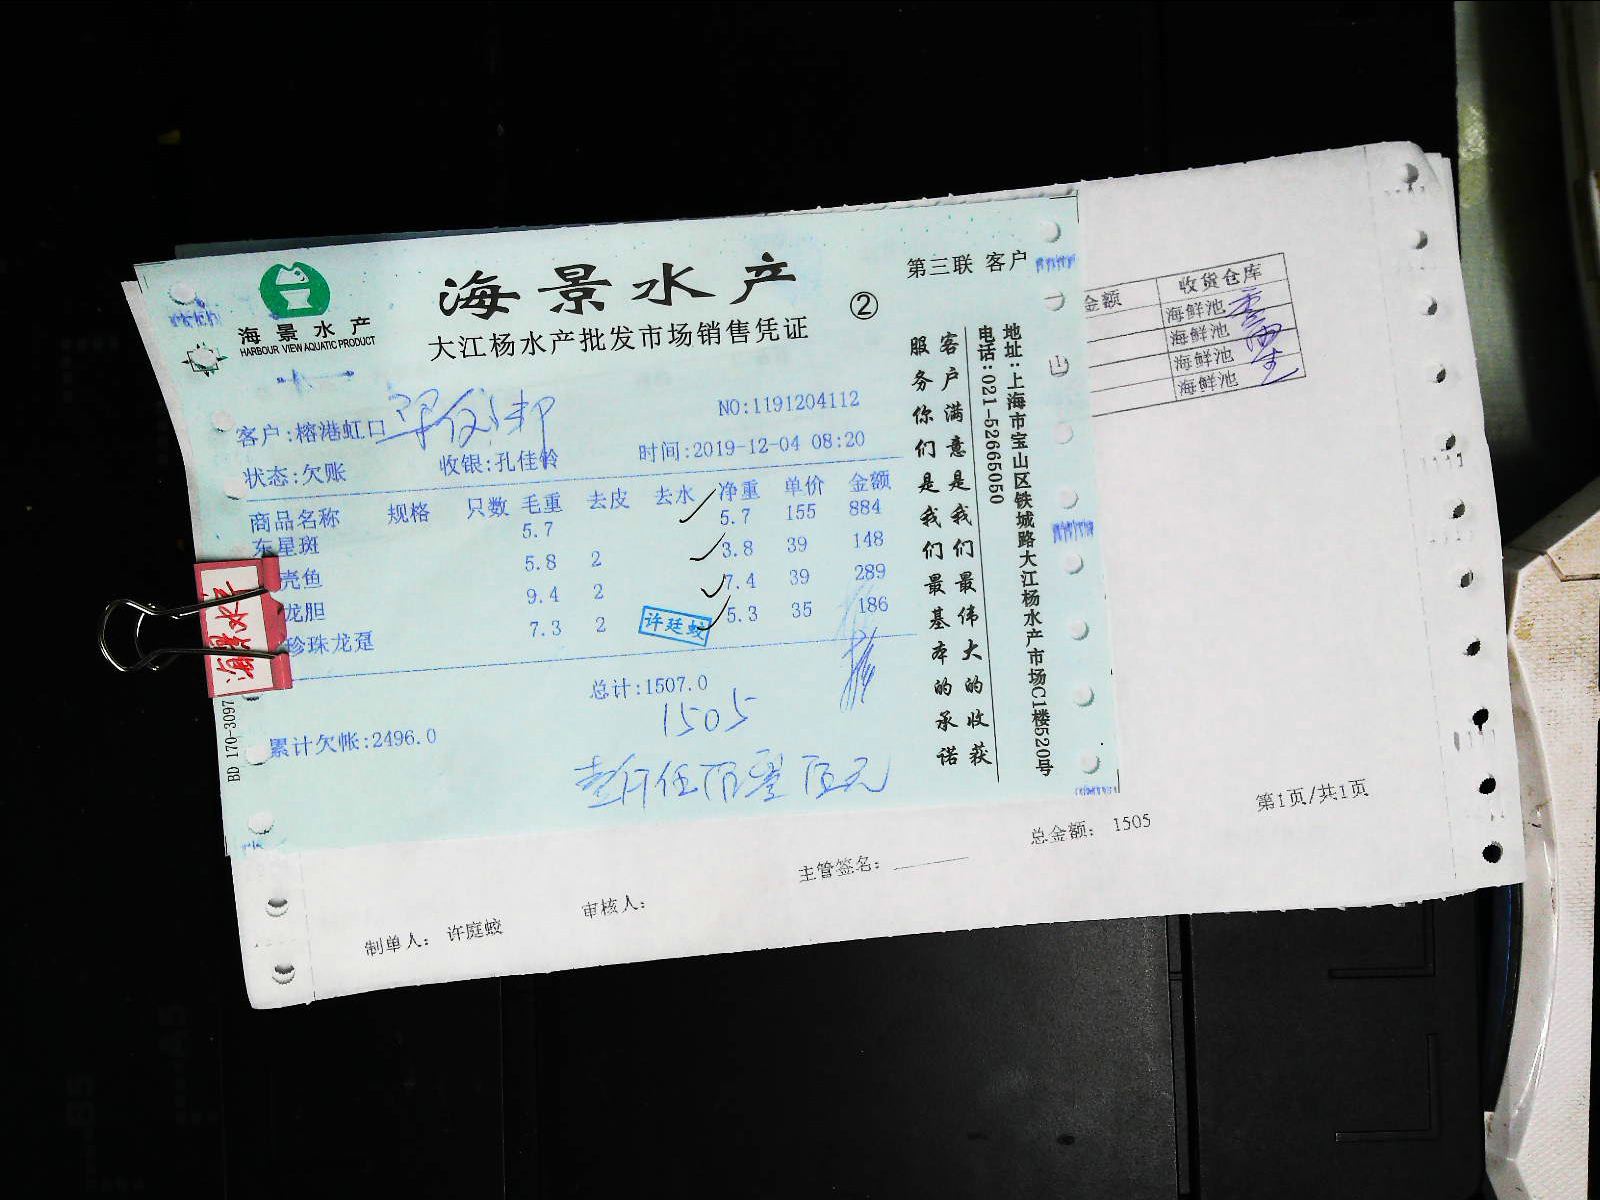 海景水产
HARBOUR VIEW AQUATIC PRODUCT
海景水产
大江杨水产批发市场销售凭证
②
第三联 客户
客户:榕港虹口
NO:1191204112
状态:欠账 收银:孔佳铃 时间:2019-12-04 08:20
商品名称 规格 只数 毛重 去皮 去水 净重 单价 金额
东星斑 5.7 5.7 155 884
壳鱼 5.8 2 3.8 39 148
龙胆 9.4 2 7.4 39 289
珍珠龙趸 7.3 2 5.3 35 186
许廷蛟
总计:1507.0
1505
累计欠帐:2496.0
客户满意是我们最伟大的收获
服务你们是我们最基本的承诺
地址:上海市宝山区铁城路大江杨水产市场C1楼520号
电话:021-52665050
BD 170-3097
海景水产
金额 收货仓库
海鲜池
海鲜池
海鲜池
海鲜池
第1页/共1页
总金额: 1505
主管签名:
审核人:
制单人: 许庭蛟